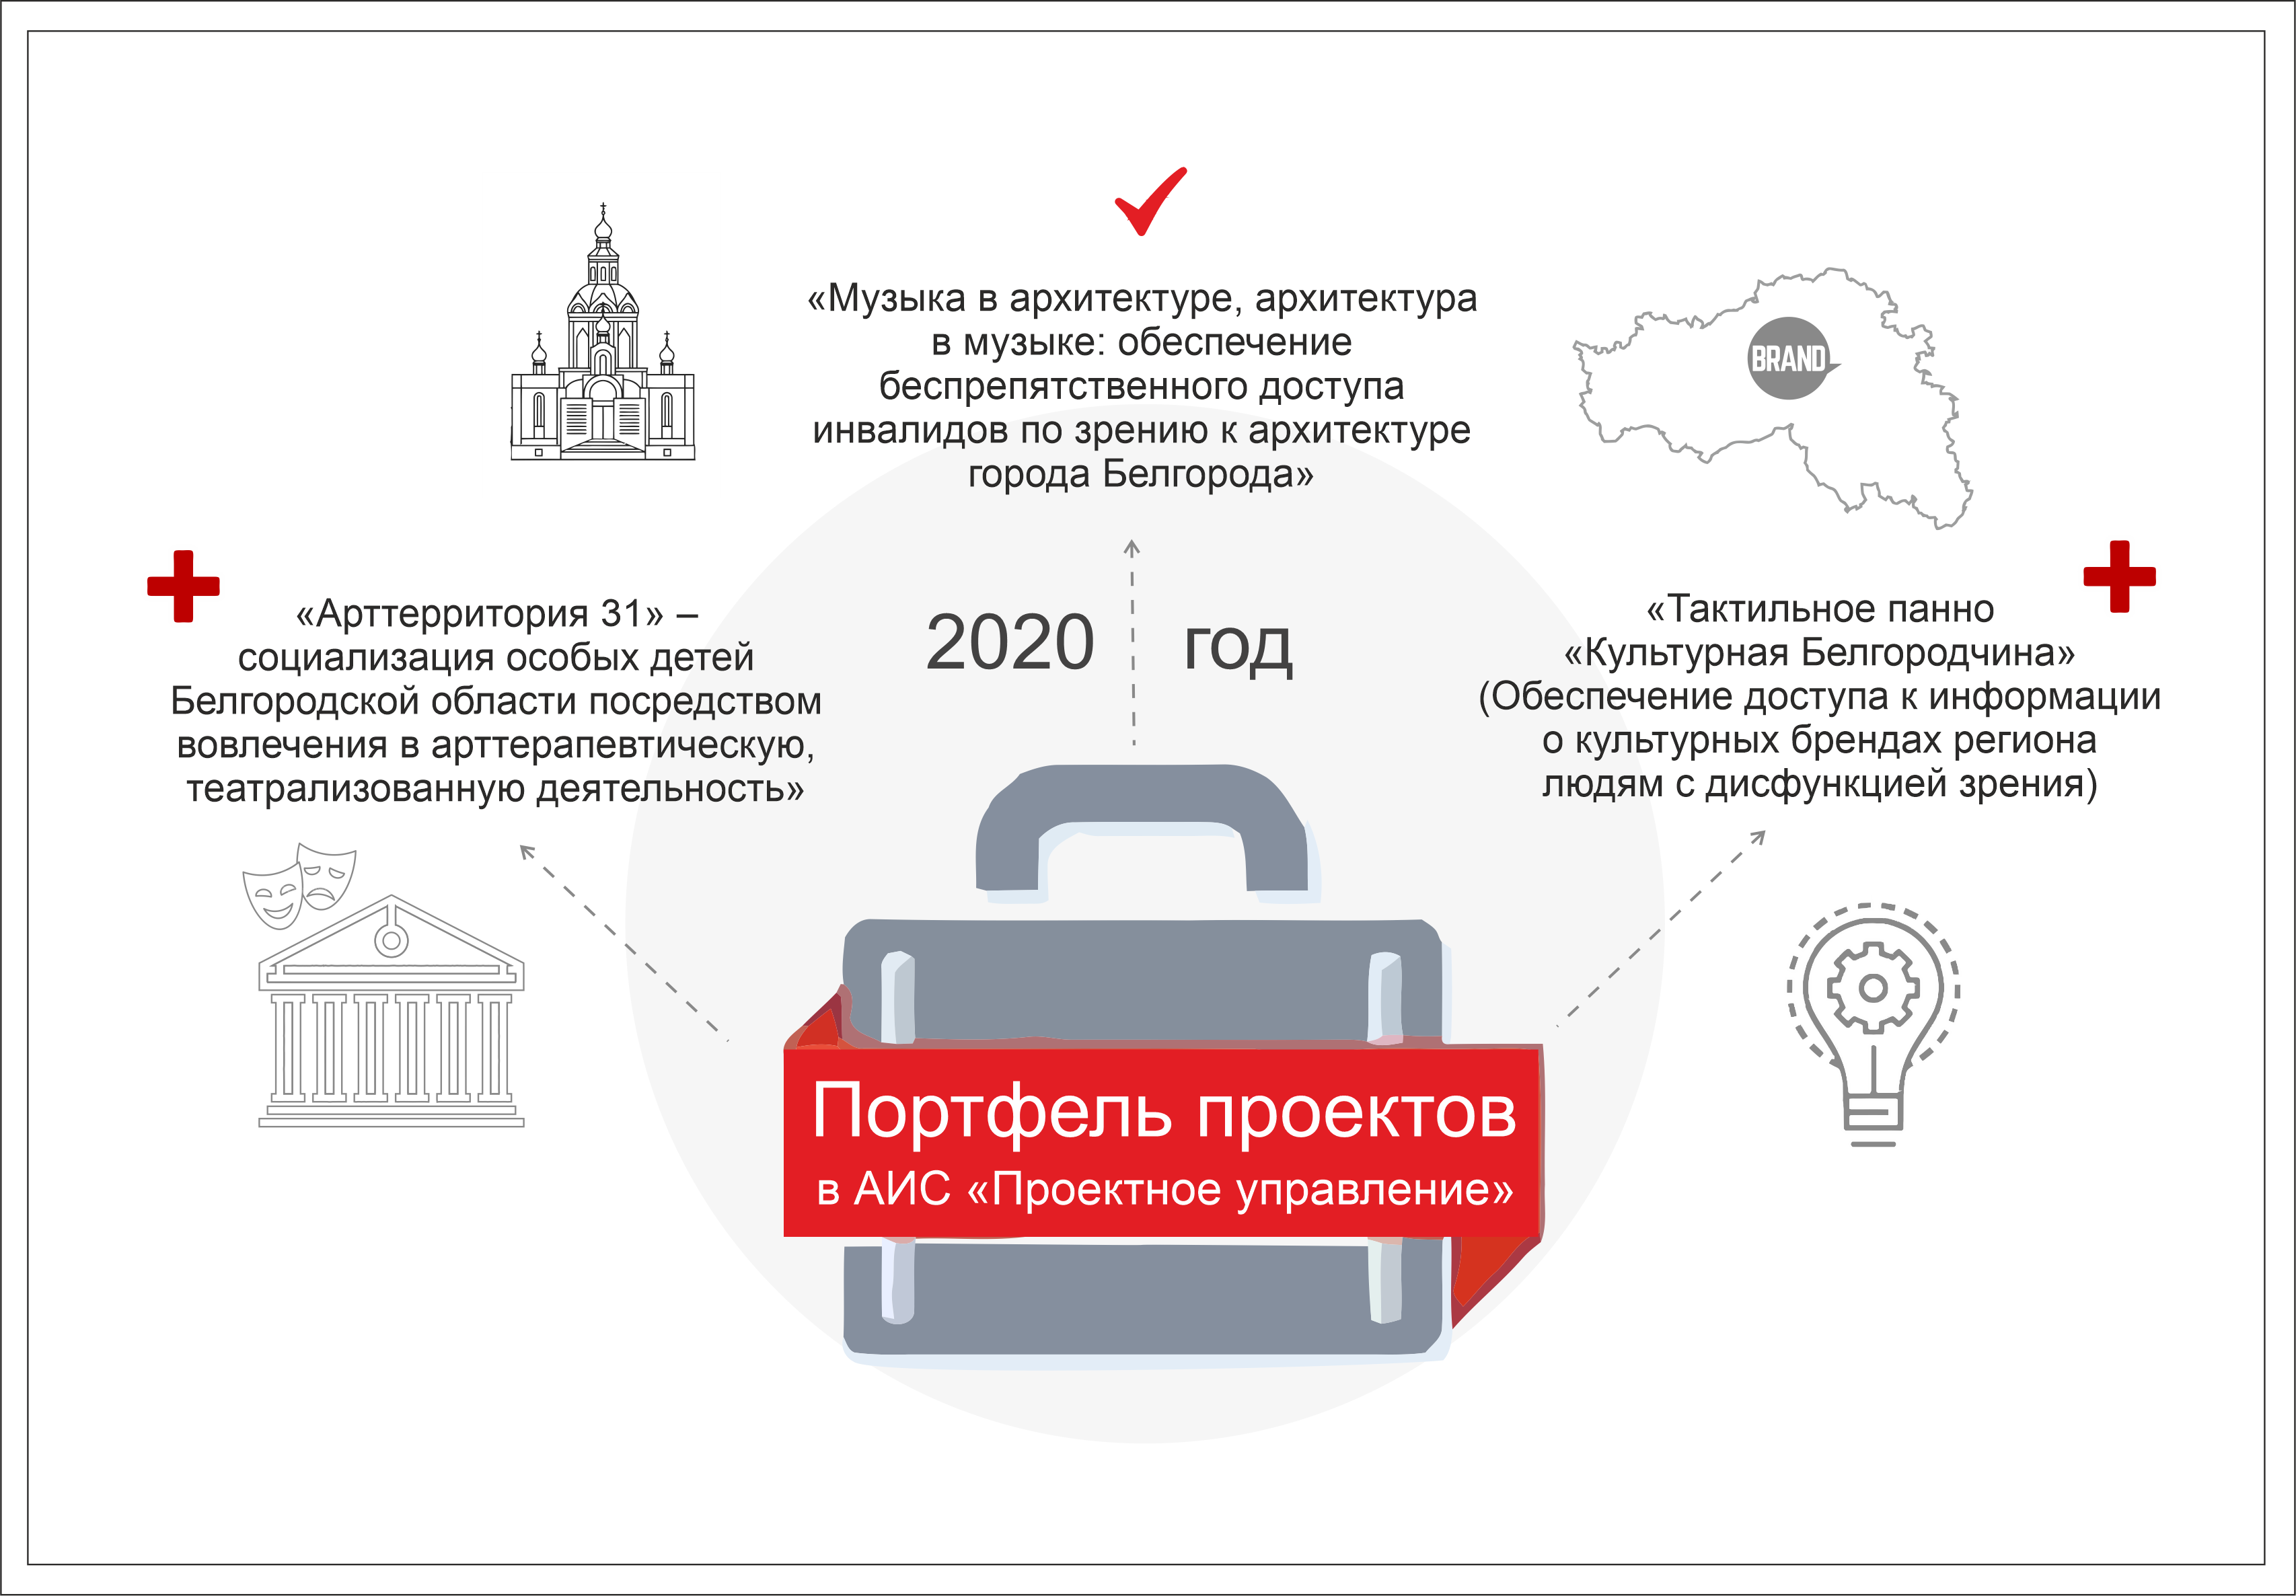 «Музыка в архитектуре, архитектура
в музыке: обеспечение
беспрепятственного доступа
инвалидов по зрению к архитектуре
города Белгорода»
BRAND
«Арттерритория 31» –
социализация особых детей
Белгородской области посредством
вовлечения в арттерапевтическую,
театрализованную деятельность»
2020 год
«Тактильное панно
«Культурная Белгородчина»
(Обеспечение доступа к информации
о культурных брендах региона
людям с дисфункцией зрения)
Портфель проектов
в АИС «Проектное управление»